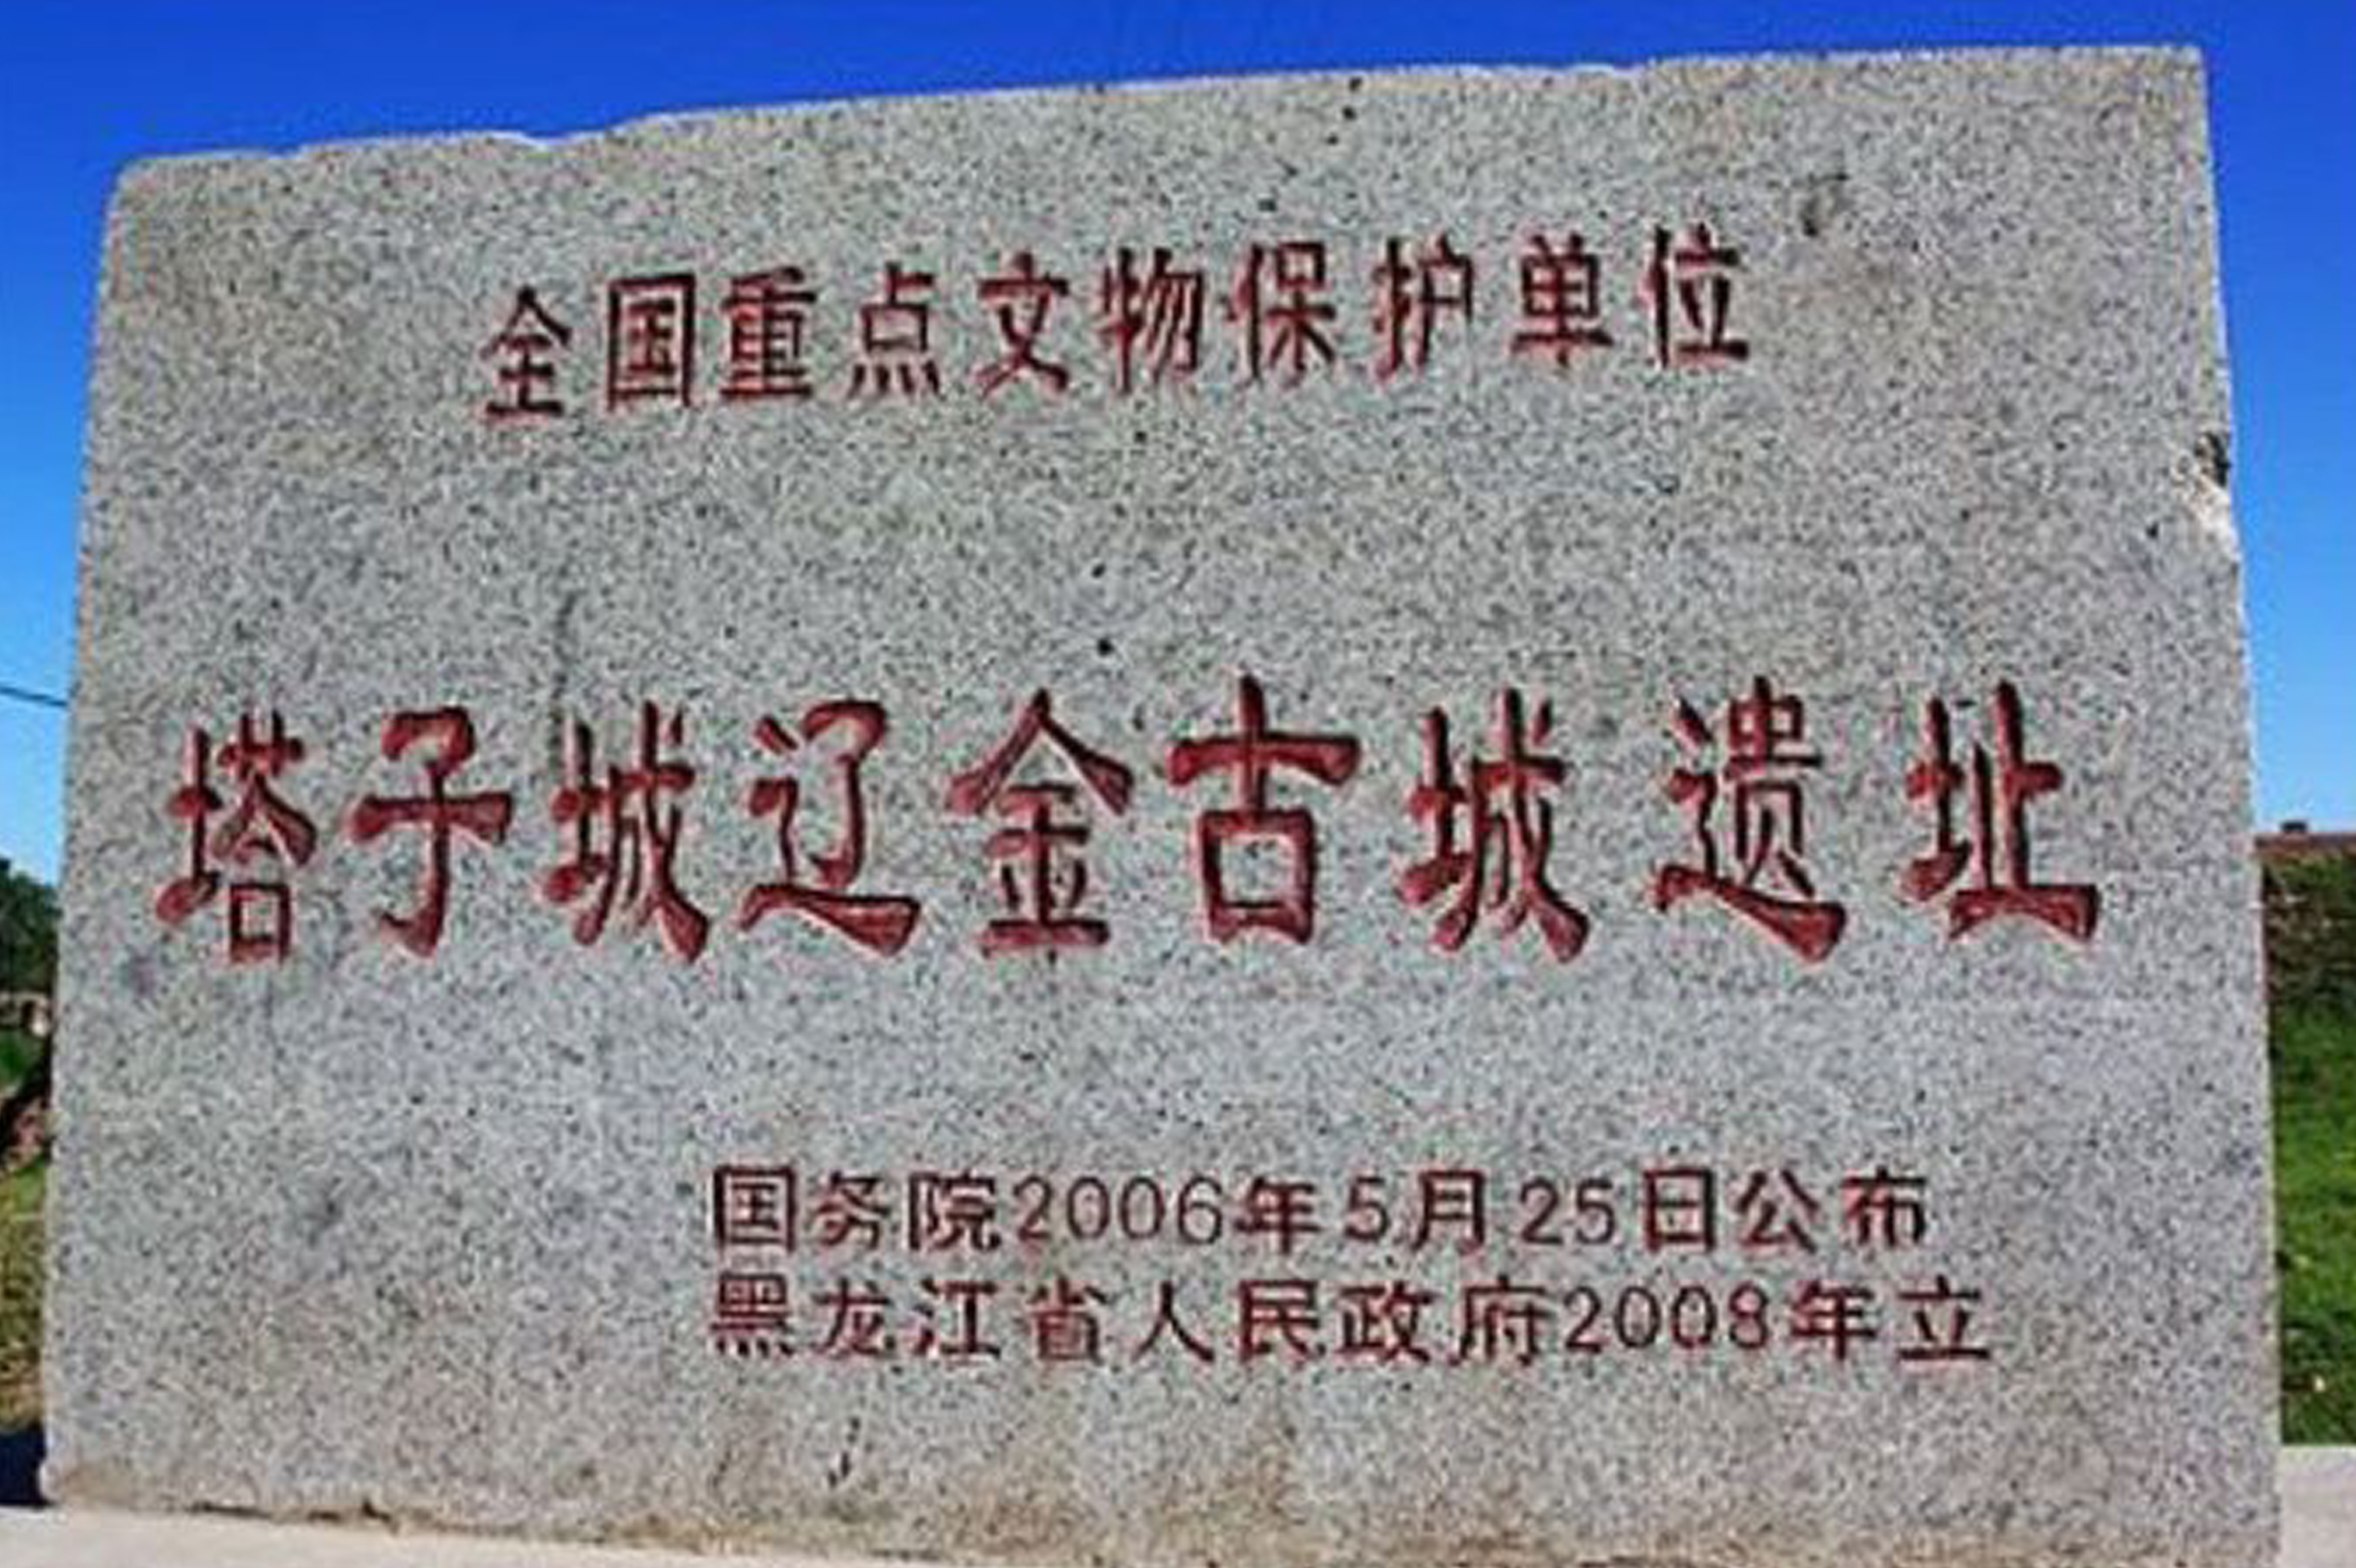 全国重点文物保护单位
塔子城辽金古城遗址
国务院2006年5月25日公布
黑龙江省人民政府2008年立